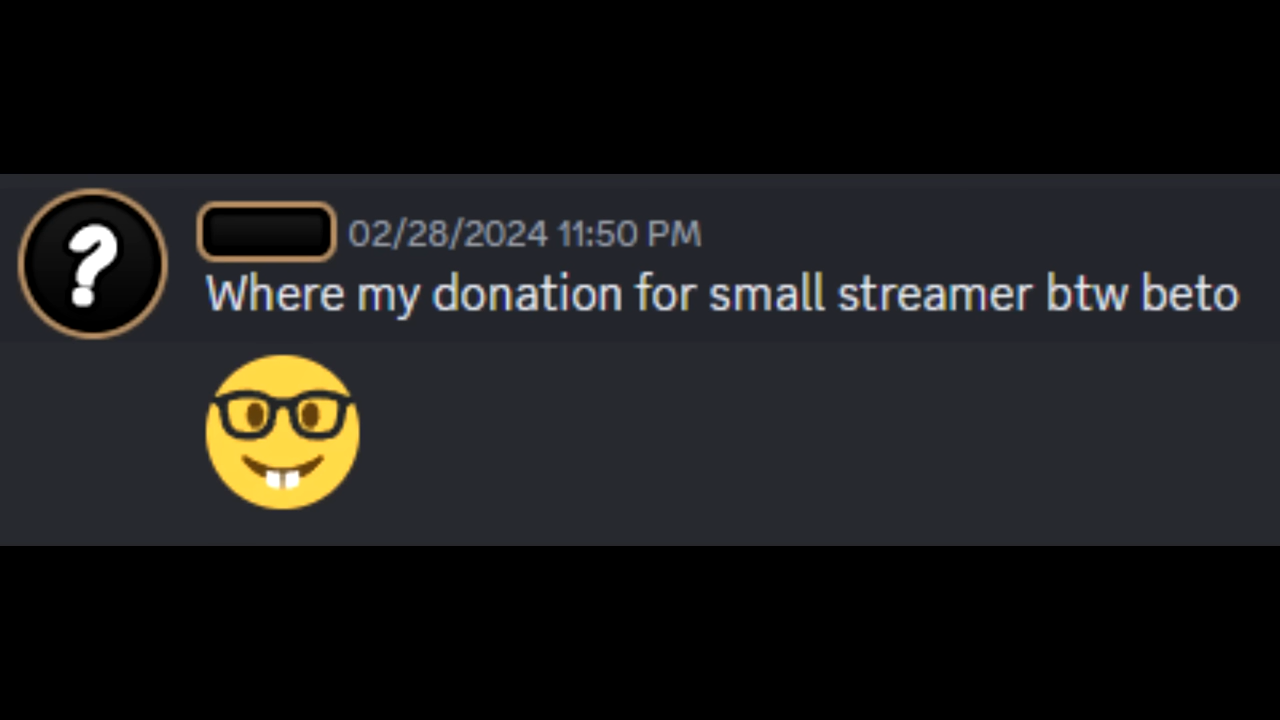 ?
02/28/2024 11:50 PM
Where my donation for small streamer btw beto
🤓